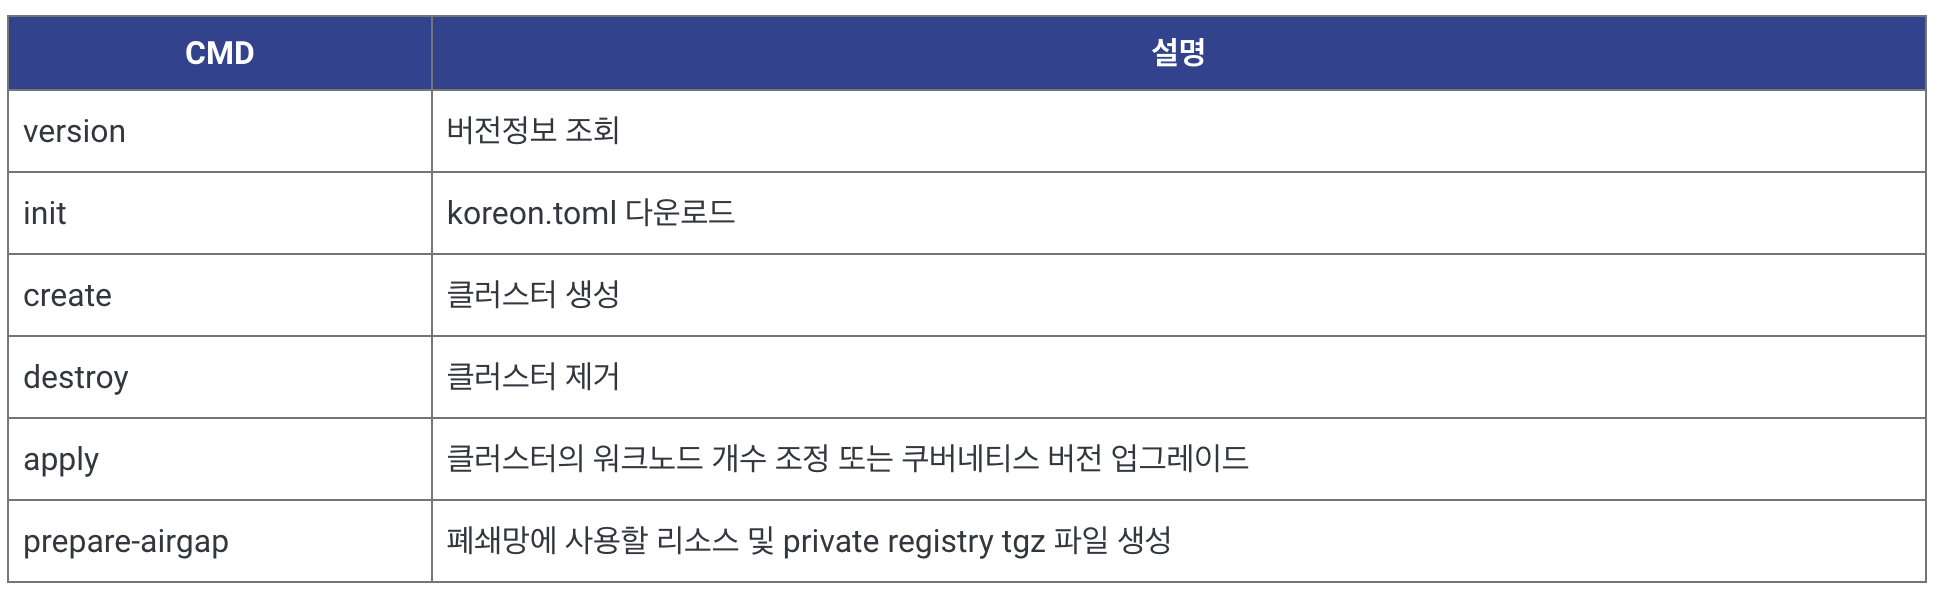 CMD 설명
version 버전정보 조회
init koreon.toml 다운로드
create 클러스터 생성
destroy 클러스터 제거
apply 클러스터의 워크노드 개수 조정 또는 쿠버네티스 버전 업그레이드
prepare-airgap 폐쇄망에 사용할 리소스 및 private registry tgz 파일 생성